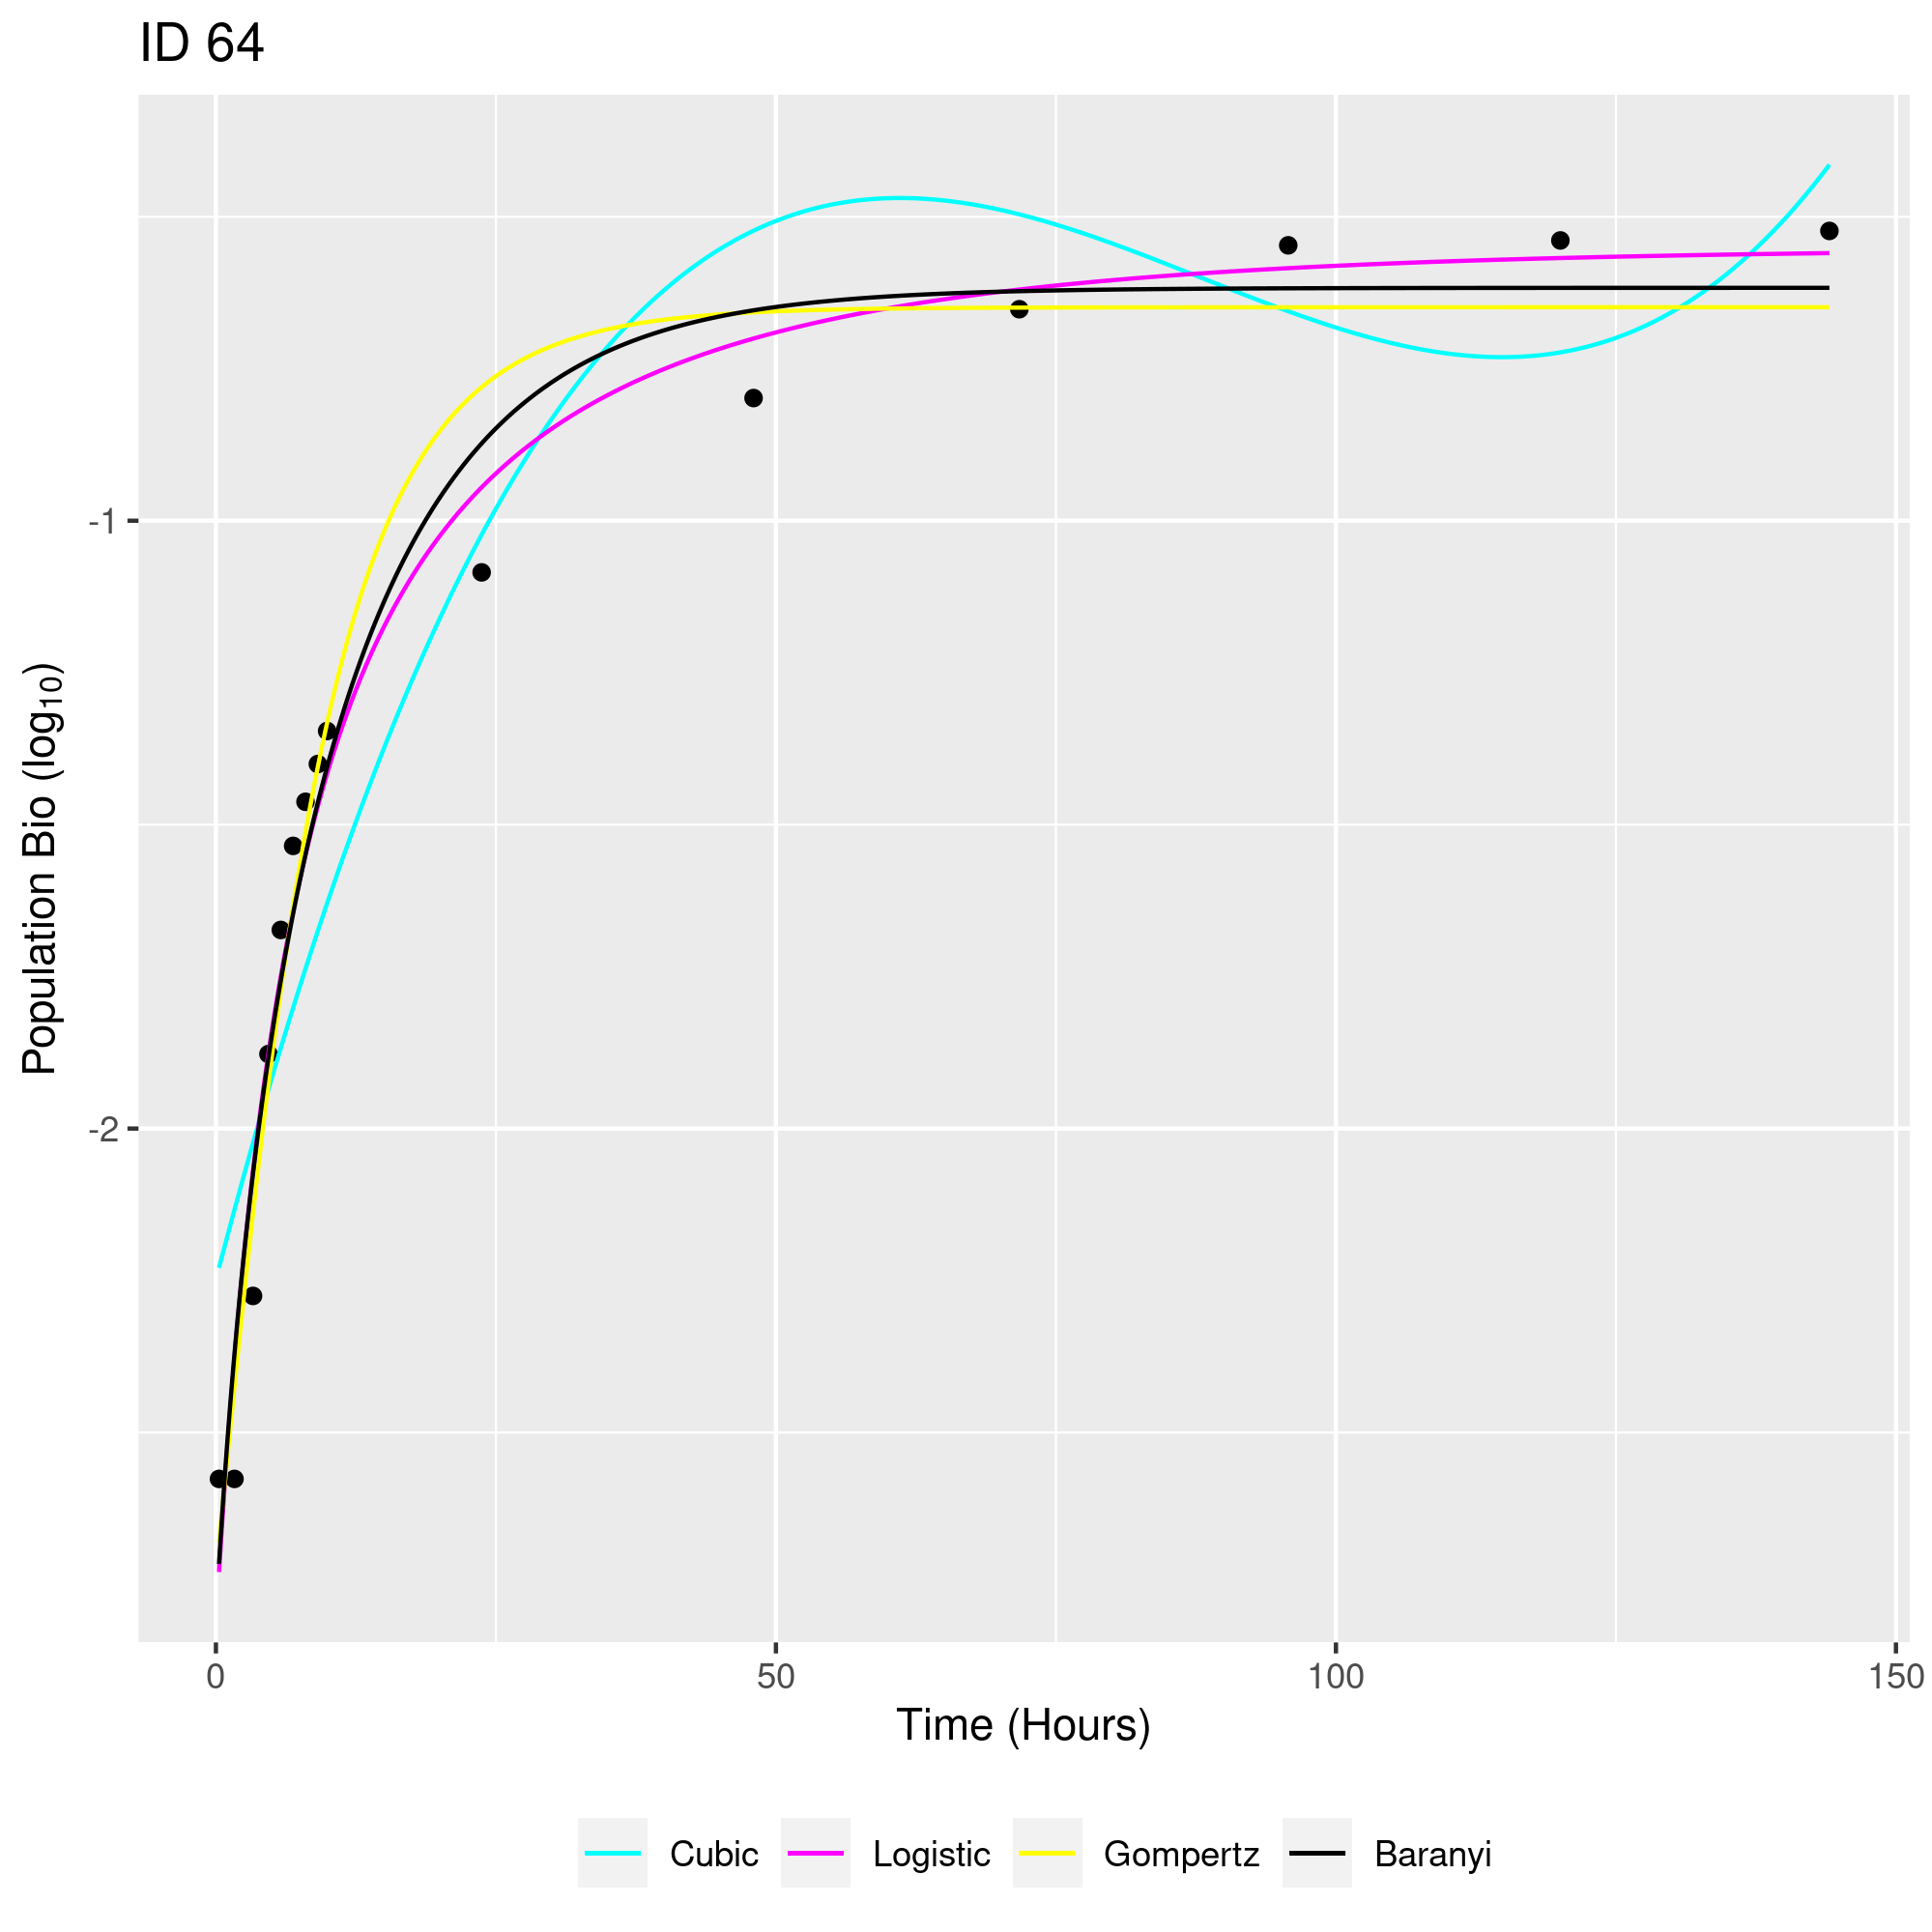 ID 64
Population Bio (log₁₀)
-1
-2
0 50 100 150
Time (Hours)
Cubic Logistic Gompertz Baranyi